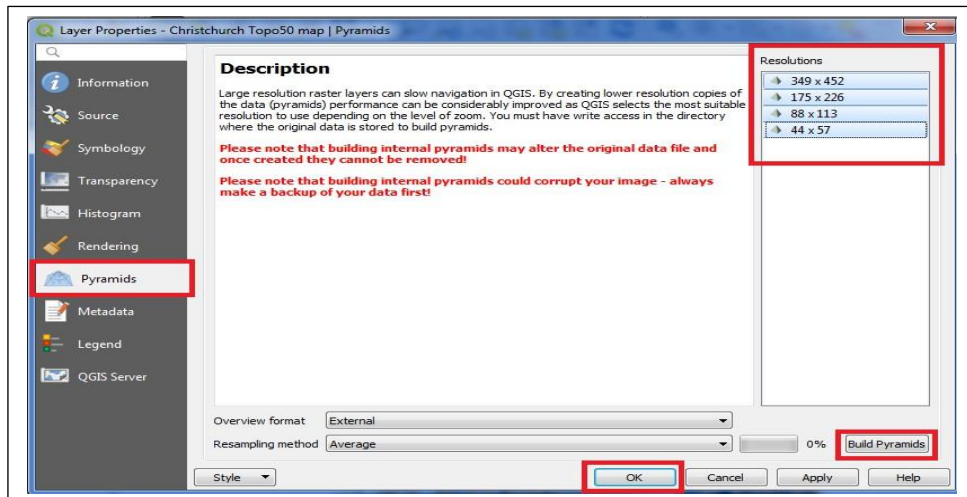 Layer Properties - Christchurch Topo50 map | Pyramids
Information
Source
Symbology
Transparency
Histogram
Rendering
Pyramids
Metadata
Legend
QGIS Server
Description
Large resolution raster layers can slow navigation in QGIS. By creating lower resolution copies of
the data (pyramids) performance can be considerably improved as QGIS selects the most suitable
resolution to use depending on the level of zoom. You must have write access in the directory
where the original data is stored to build pyramids.
Please note that building internal pyramids may alter the original data file and
once created they cannot be removed!
Please note that building internal pyramids could corrupt your image - always
make a backup of your data first!
Resolutions
349 x 452
175 x 226
88 x 113
44 x 57
Overview format External
Resampling method Average 0% Build Pyramids
Style OK Cancel Apply Help